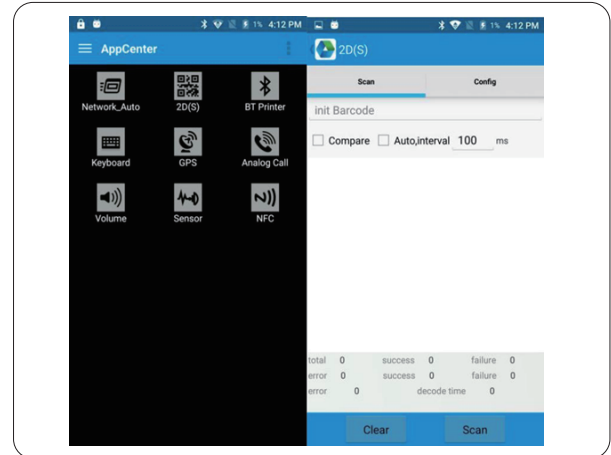 1% 4:12 PM
AppCenter
Network_Auto 2D(S) BT Printer
Keyboard GPS Analog Call
Volume Sensor NFC
1% 4:12 PM
2D(S)
Scan Config
init Barcode
Compare Auto,interval 100 ms
total 0 success 0 failure 0
error 0 success 0 failure 0
error 0 decode time 0
Clear Scan